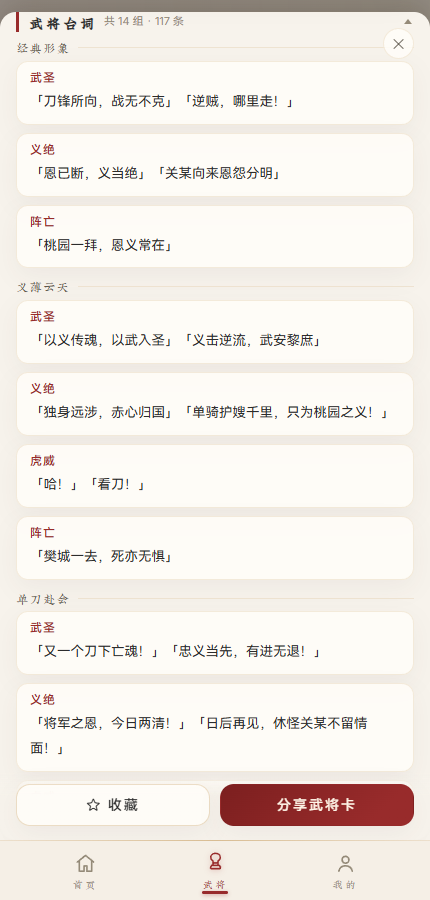 武将台词 共 14 组 · 117 条
经典形象
武圣
「刀锋所向，战无不克」「逆贼，哪里走！」
义绝
「恩已断，义当绝」「关某向来恩怨分明」
阵亡
「桃园一拜，恩义常在」
义薄云天
武圣
「以义传魂，以武入圣」「义击逆流，武安黎庶」
义绝
「独身远涉，赤心归国」「单骑护嫂千里，只为桃园之义！」
虎威
「哈！」「看刀！」
阵亡
「樊城一去，死亦无惧」
单刀赴会
武圣
「又一个刀下亡魂！」「忠义当先，有进无退！」
义绝
「将军之恩，今日两清！」「日后再见，休怪关某不留情
面！」
收藏
分享武将卡
首页
武将
我的